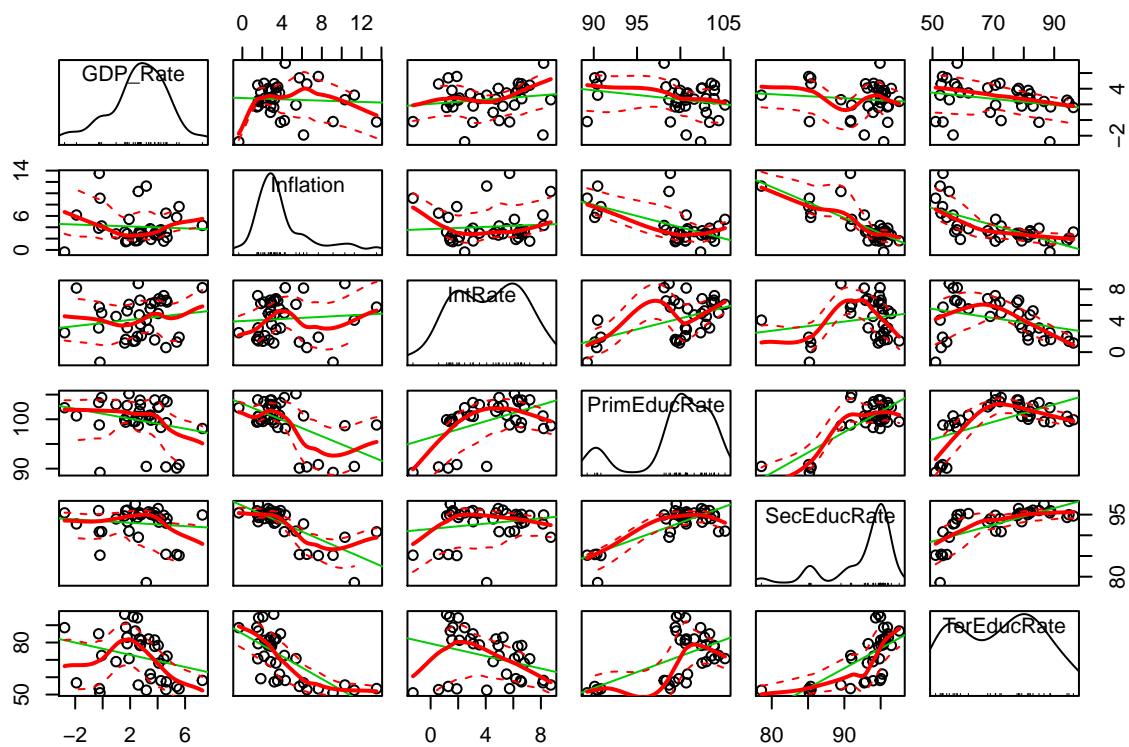 0 4 8 12 90 95 105 50 70 90
GDP_Rate
-2 4
Inflation
0 6 14
IntRate
0 4 8
PrimEducRate
90 100
SecEducRate
80 95
TerEducRate
50 80
-2 2 6 0 4 8 80 90